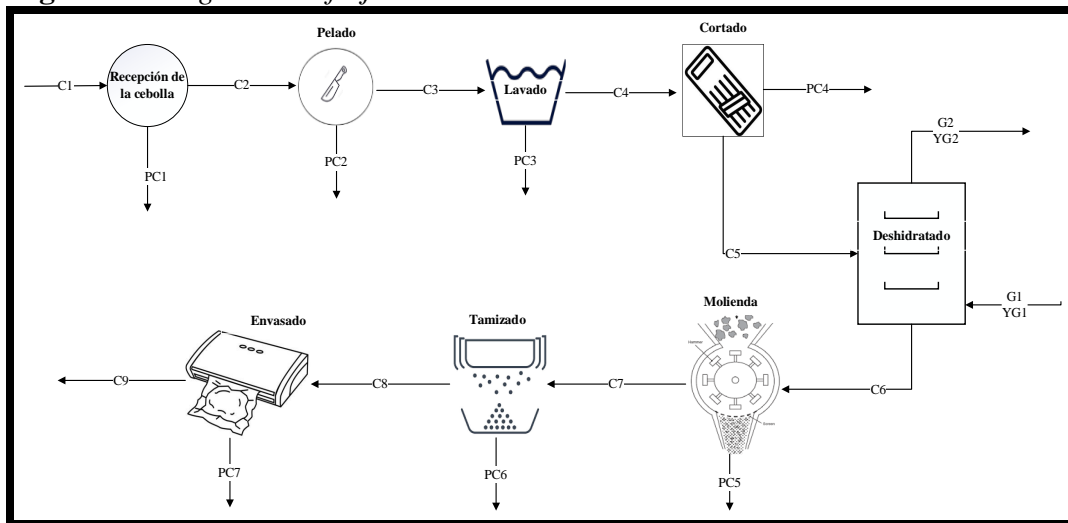 Pelado
Cortado
C1
Recepción de
la cebolla
C2
C3
Lavado
C4
PC4
PC1
PC2
PC3
G2
YG2
C5
Deshidratado
G1
YG1
Envasado
Tamizado
Molienda
C9
C8
C7
C6
PC7
PC6
PC5